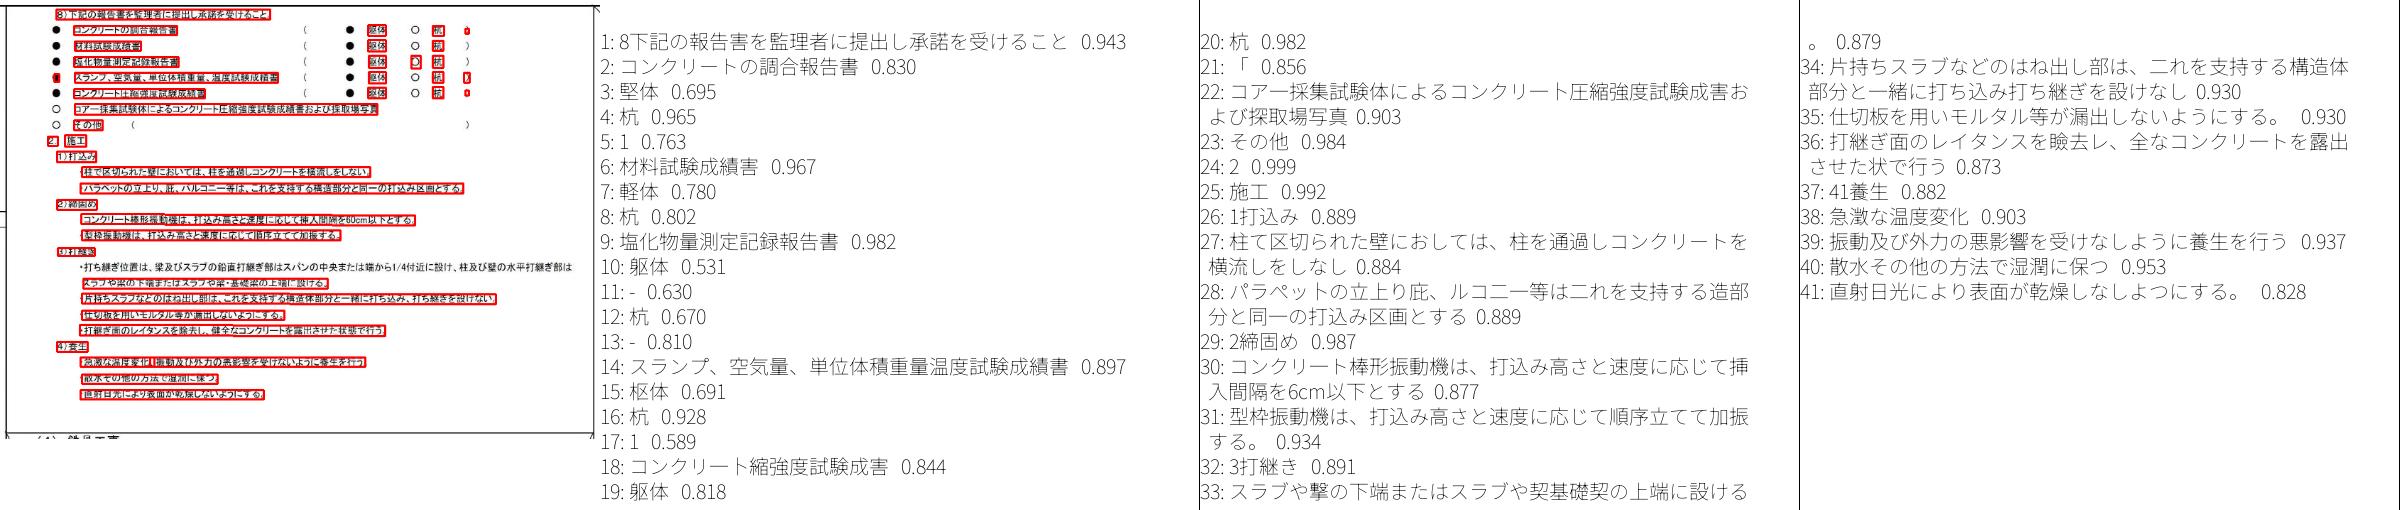 8)下記の報告書を監理者に提出し承諾を受けること
● コンクリートの調合報告書 ( ● 躯体 ○ 杭 )
● 材料試験成績書 ( ● 躯体 ○ 杭 )
● 塩化物量測定記録報告書 ( ● 躯体 ○ 杭 )
● スランプ、空気量、単位体積重量、温度試験成績書 ( ● 躯体 ○ 杭 )
● コンクリート圧縮強度試験成績書 ( ● 躯体 ○ 杭 )
○ コアー採集試験体によるコンクリート圧縮強度試験成績書および採取場写真
○ その他 ( )
2. 施工
1)打込み
・柱で区切られた壁においては、柱を通過しコンクリートを横流しをしない。
・パラペットの立上り、庇、バルコニー等は、これを支持する構造部分と同一の打込み区画とする。
2)締固め
・コンクリート棒形振動機は、打込み高さと速度に応じて挿入間隔を60cm以下とする。
・型枠振動機は、打込み高さと速度に応じて順序立てて加振する。
3)打継ぎ
・打ち継ぎ位置は、梁及びスラブの鉛直打継ぎ部はスパンの中央または端から1/4付近に設け、柱及び壁の水平打継ぎ部は
スラブや梁の下端またはスラブや梁・基礎梁の上端に設ける。
・片持ちスラブなどのはね出し部は、これを支持する構造体部分と一緒に打ち込み、打ち継ぎを設けない。
・仕切板を用いモルタル等が漏出しないようにする。
・打継ぎ面のレイタンスを除去し、健全なコンクリートを露出させた状態で行う。
4)養生
・急激な温度変化、振動及び外力の悪影響を受けないように養生を行う
・散水その他の方法で湿潤に保つ。
・直射日光により表面が乾燥しないようにする。
1: 8下記の報告害を監理者に提出し承諾を受けること 0.943
2: コンクリートの調合報告書 0.830
3: 堅体 0.695
4: 杭 0.965
5: 1 0.763
6: 材料試験成績害 0.967
7: 軽体 0.780
8: 杭 0.802
9: 塩化物量測定記録報告書 0.982
10: 躯体 0.531
11: - 0.630
12: 杭 0.670
13: - 0.810
14: スランプ、空気量、単位体積重量温度試験成績書 0.897
15: 枢体 0.691
16: 杭 0.928
17: 1 0.589
18: コンクリート縮強度試験成害 0.844
19: 躯体 0.818
20: 杭 0.982
21: 「 0.856
22: コアー採集試験体によるコンクリート圧縮強度試験成害お
よび探取場写真 0.903
23: その他 0.984
24: 2 0.999
25: 施工 0.992
26: 1打込み 0.889
27: 柱て区切られた壁におしては、柱を通過しコンクリートを
横流しをしなし 0.884
28: パラペットの立上り庇、ルコニー等は二れを支持する造部
分と同一の打込み区画とする 0.889
29: 2締固め 0.987
30: コンクリート棒形振動機は、打込み高さと速度に応じて挿
入間隔を6cm以下とする 0.877
31: 型枠振動機は、打込み高さと速度に応じて順序立てて加振
する。 0.934
32: 3打継き 0.891
33: スラブや撃の下端またはスラブや契基礎契の上端に設ける
。 0.879
34: 片持ちスラブなどのはね出し部は、二れを支持する構造体
部分と一緒に打ち込み打ち継ぎを設けなし 0.930
35: 仕切板を用いモルタル等が漏出しないようにする。 0.930
36: 打継ぎ面のレイタンスを瞼去レ、全なコンクリートを露出
させた状で行う 0.873
37: 41養生 0.882
38: 急激な温度変化 0.903
39: 振動及び外力の悪影響を受けなしように養生を行う 0.937
40: 散水その他の方法で湿潤に保つ 0.953
41: 直射日光により表面が乾燥しなしよつにする。 0.828